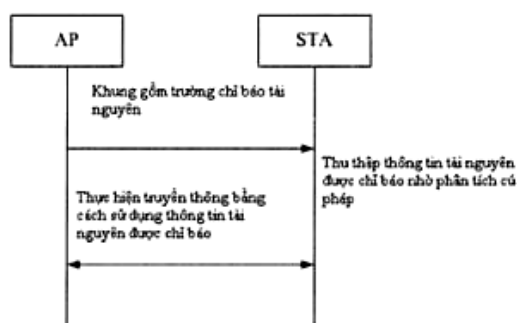 AP
STA
Khung gồm trường chỉ báo tài
nguyên
Thu thập thông tin tài nguyên
được chỉ báo nhờ phân tích cú
pháp
Thực hiện truyền thông bằng
cách sử dụng thông tin tài
nguyên được chỉ báo